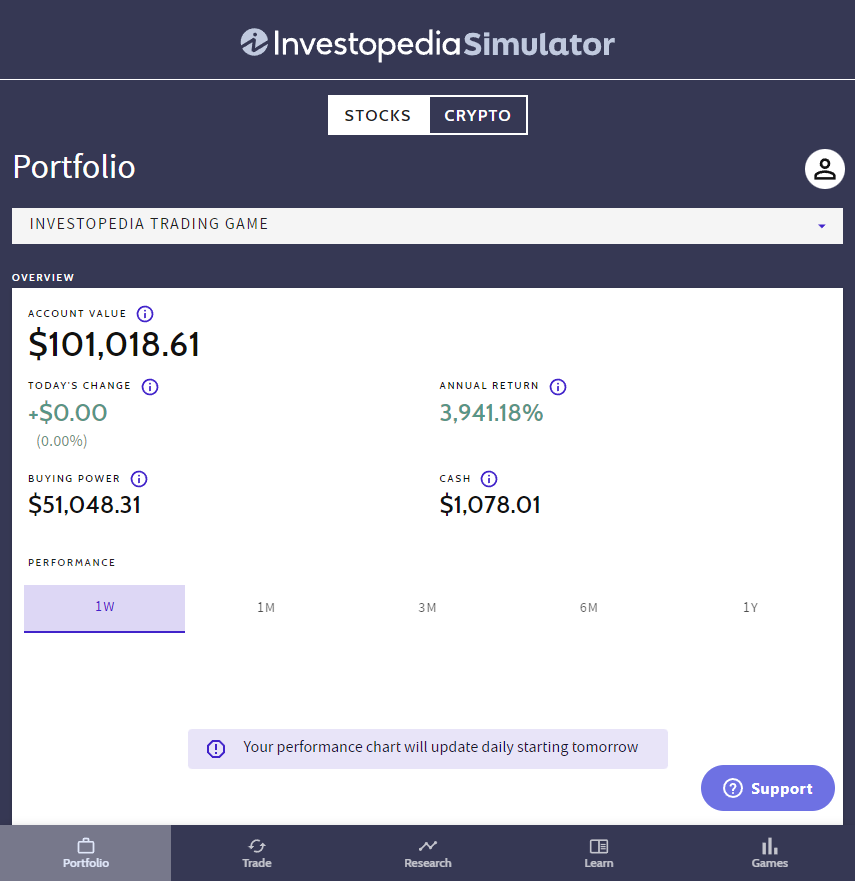 InvestopediaSimulator
STOCKS CRYPTO
Portfolio
INVESTOPEDIA TRADING GAME
OVERVIEW
ACCOUNT VALUE
$101,018.61
TODAY'S CHANGE ANNUAL RETURN
+$0.00 3,941.18%
(0.00%)
BUYING POWER CASH
$51,048.31 $1,078.01
PERFORMANCE
1W 1M 3M 6M 1Y
Your performance chart will update daily starting tomorrow
Support
Portfolio Trade Research Learn Games